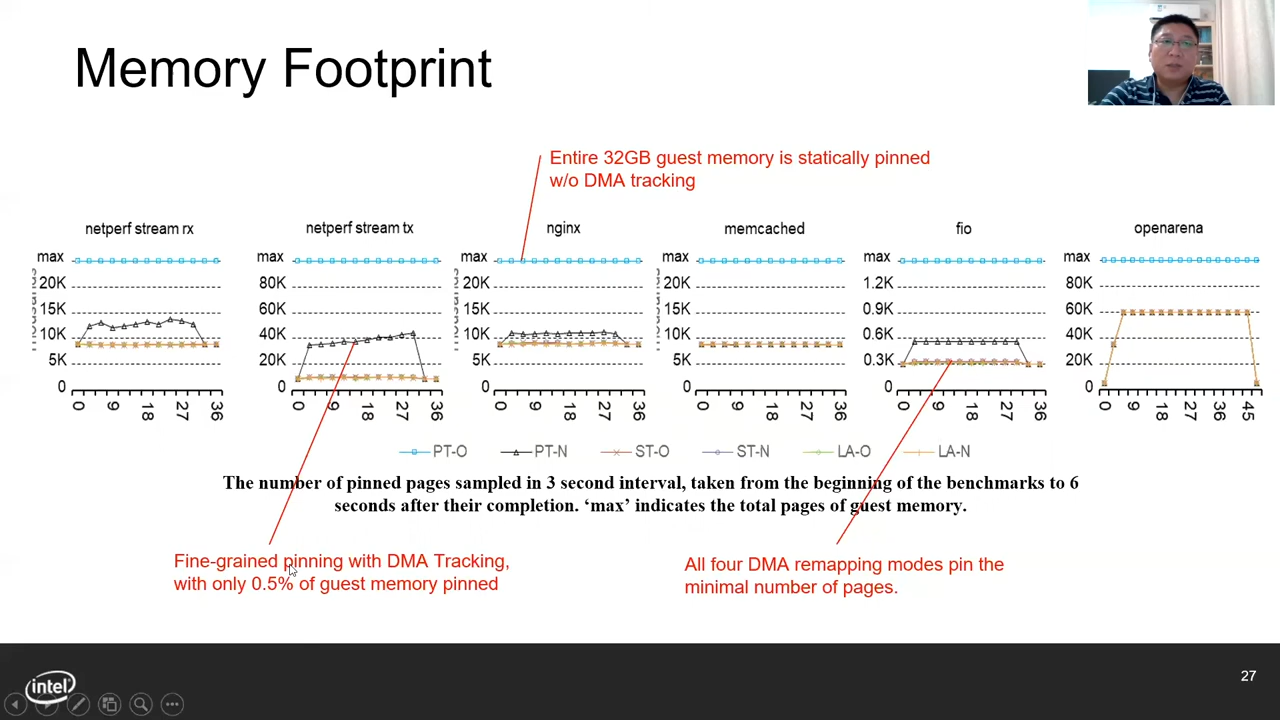 Memory Footprint
Entire 32GB guest memory is statically pinned
w/o DMA tracking
netperf stream rx
max
20K
15K
10K
5K
0
0 9 18 27 36
netperf stream tx
max
80K
60K
40K
20K
0
0 9 18 27 36
nginx
max
20K
15K
10K
5K
0
0 9 18 27 36
memcached
max
20K
15K
10K
5K
0
0 9 18 27 36
fio
max
1.2K
0.9K
0.6K
0.3K
0
0 9 18 27 36
openarena
max
80K
60K
40K
20K
0
0 9 18 27 36 45
PT-O PT-N ST-O ST-N LA-O LA-N
The number of pinned pages sampled in 3 second interval, taken from the beginning of the benchmarks to 6
seconds after their completion. ‘max’ indicates the total pages of guest memory.
Fine-grained pinning with DMA Tracking,
with only 0.5% of guest memory pinned
All four DMA remapping modes pin the
minimal number of pages.
intel
27